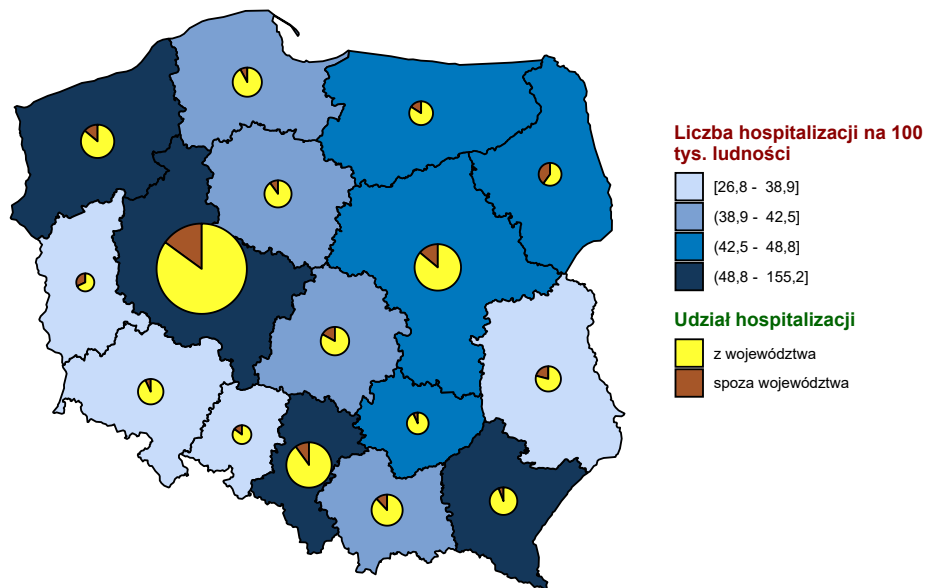 Liczba hospitalizacji na 100
tys. ludności
[26,8 - 38,9]
(38,9 - 42,5]
(42,5 - 48,8]
(48,8 - 155,2]
Udział hospitalizacji
z województwa
spoza województwa